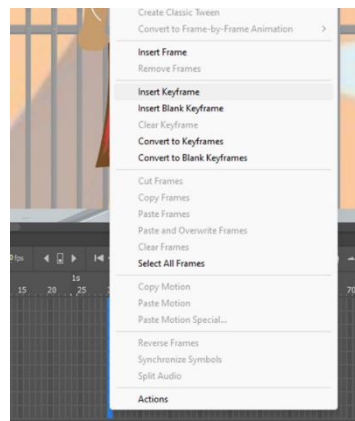 Create Classic Tween
Convert to Frame-by-Frame Animation
Insert Frame
Remove Frames
Insert Keyframe
Insert Blank Keyframe
Clear Keyframe
Convert to Keyframes
Convert to Blank Keyframes
Cut Frames
Copy Frames
Paste Frames
Paste and Overwrite Frames
Clear Frames
Select All Frames
Copy Motion
Paste Motion
Paste Motion Special...
Reverse Frames
Synchronize Symbols
Split Audio
Actions
fps
1s
15 20 25 70